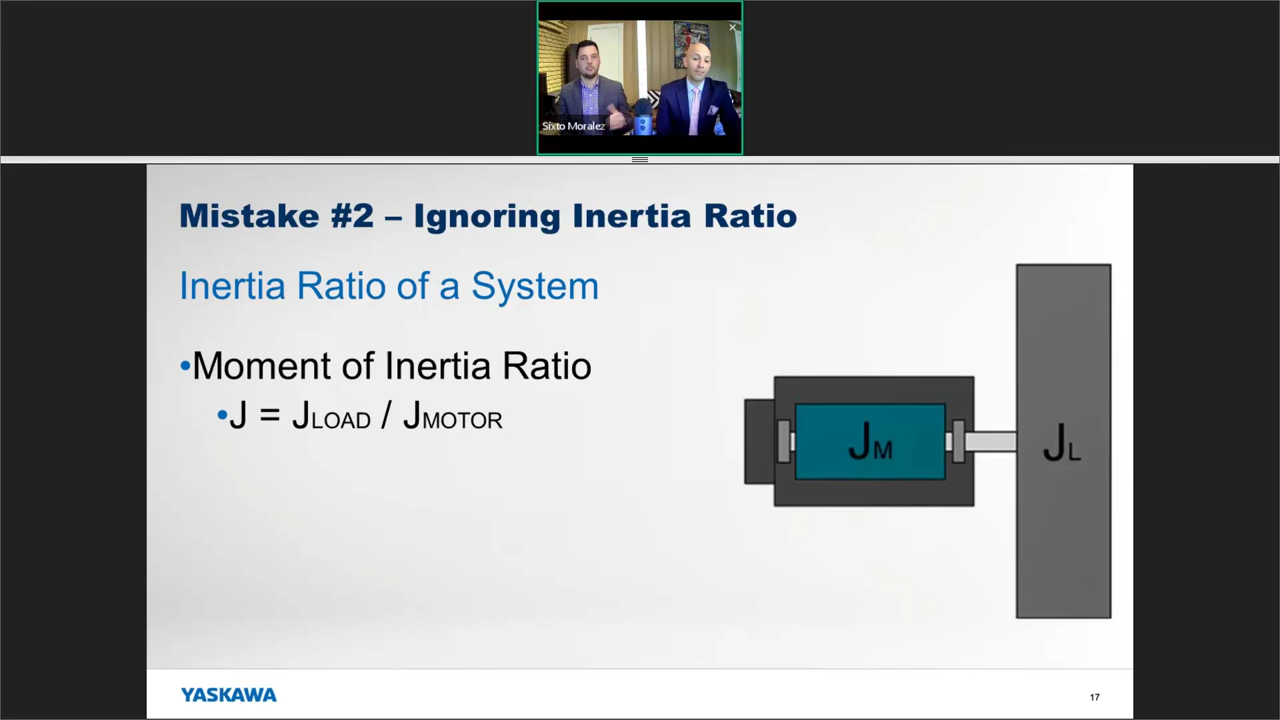 Sixto Moralez
Mistake #2 – Ignoring Inertia Ratio
Inertia Ratio of a System
•Moment of Inertia Ratio
•J = JLOAD / JMOTOR
JM
JL
YASKAWA
17